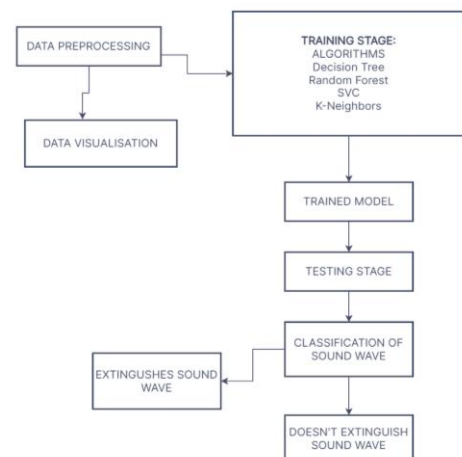 DATA PREPROCESSING
TRAINING STAGE:
ALGORITHMS
Decision Tree
Random Forest
SVC
K-Neighbors
DATA VISUALISATION
TRAINED MODEL
TESTING STAGE
CLASSIFICATION OF
SOUND WAVE
EXTINGUSHES SOUND
WAVE
DOESN'T EXTINGUISH
SOUND WAVE